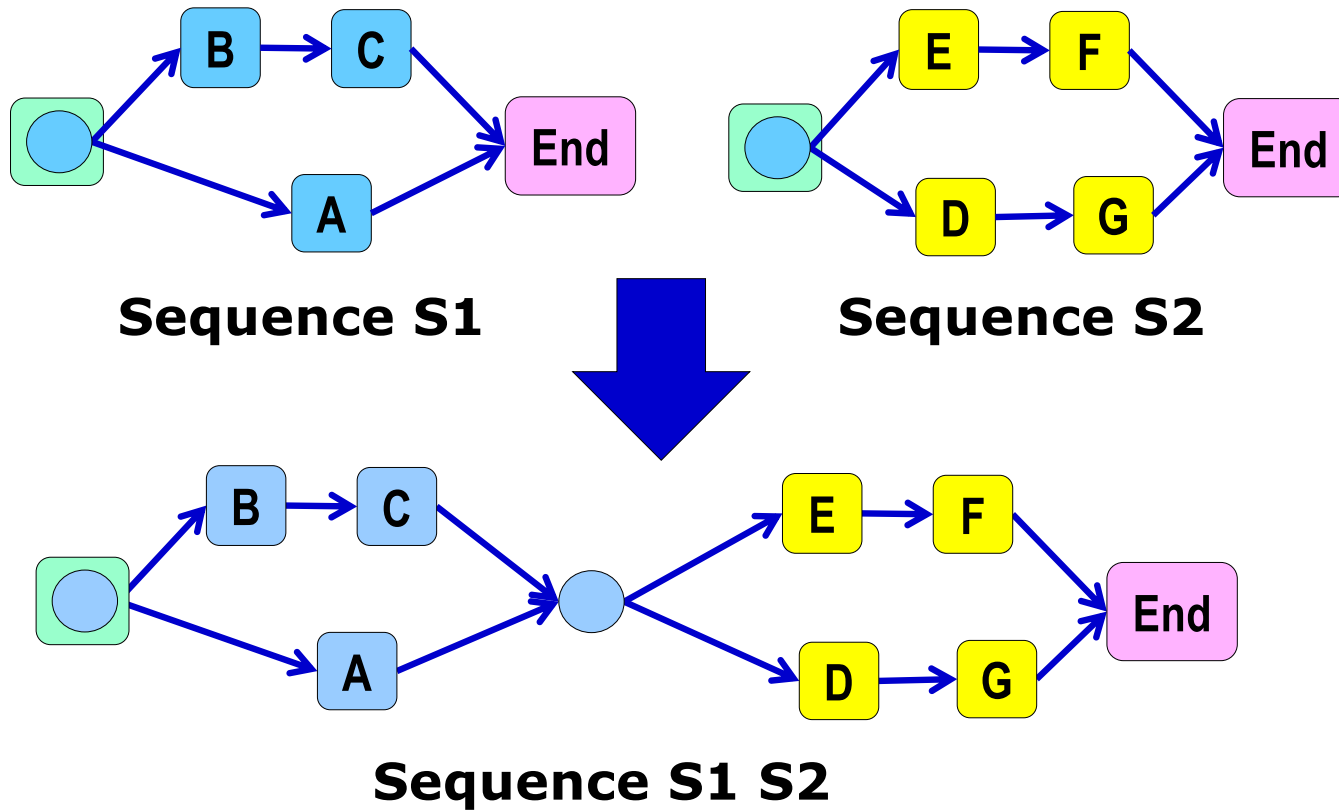 B C
End
A
Sequence S1
E F
End
D G
Sequence S2
B C
A
E F
End
D G
Sequence S1 S2